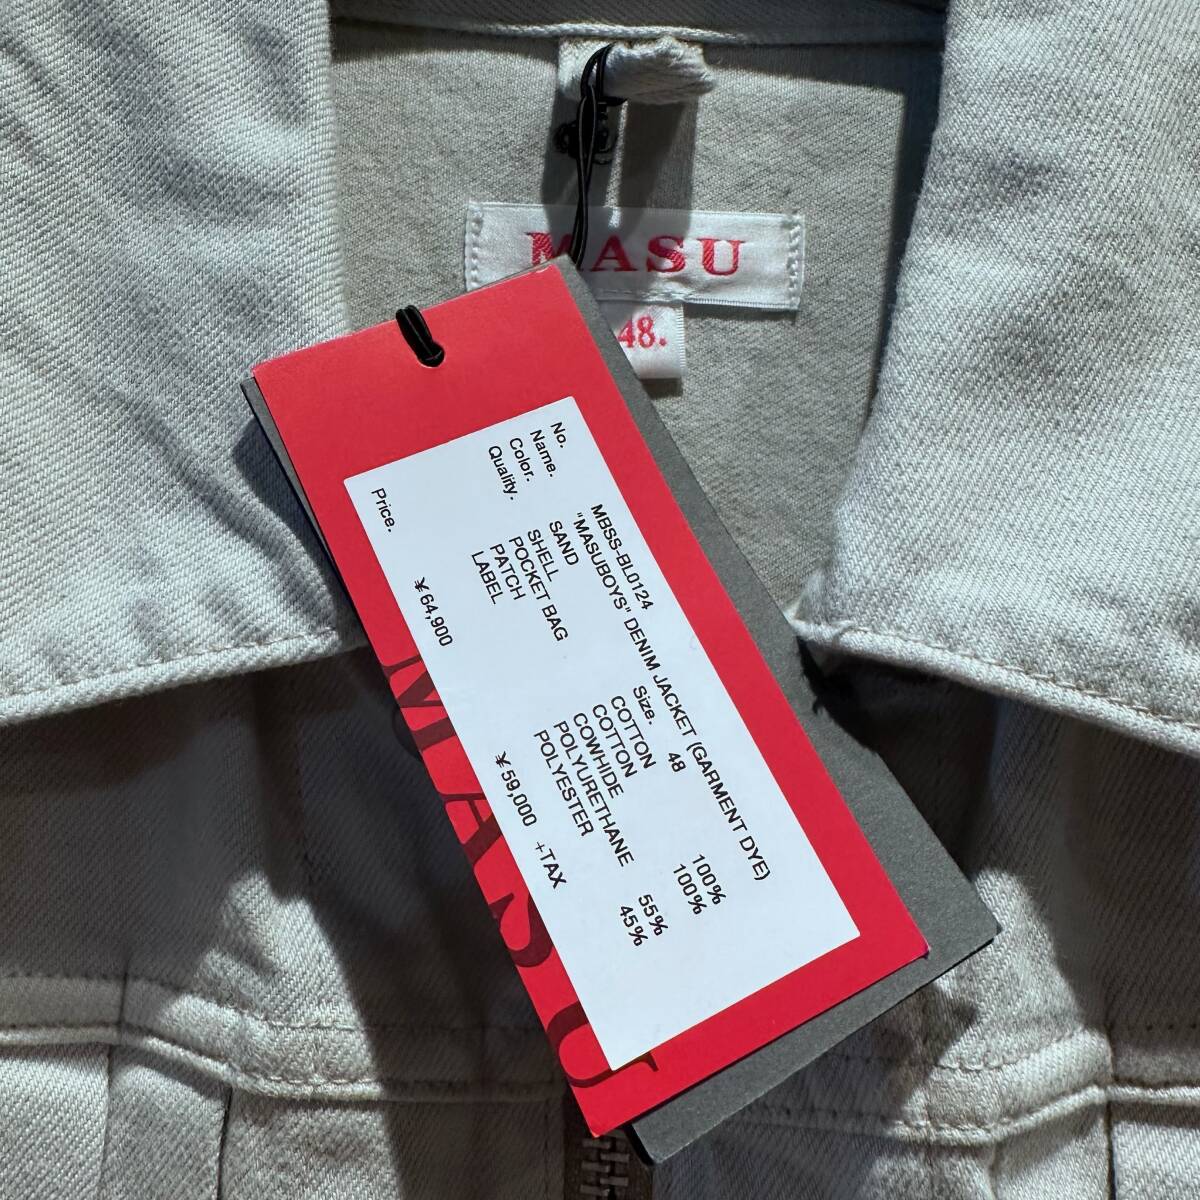 MASU
48.
No. MBSS-BL0124
Name. "MASUBOYS" DENIM JACKET (GARMENT DYE)
Color. SAND Size. 48
Quality. SHELL COTTON 100%
POCKET BAG COTTON 100%
PATCH COWHIDE
LABEL POLYURETHANE 55%
POLYESTER 45%
Price. ¥64,900 ¥59,000 +TAX
MASU